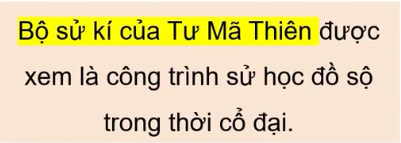 Bộ sử kí của Tư Mã Thiên được
xem là công trình sử học đồ sộ
trong thời cổ đại.